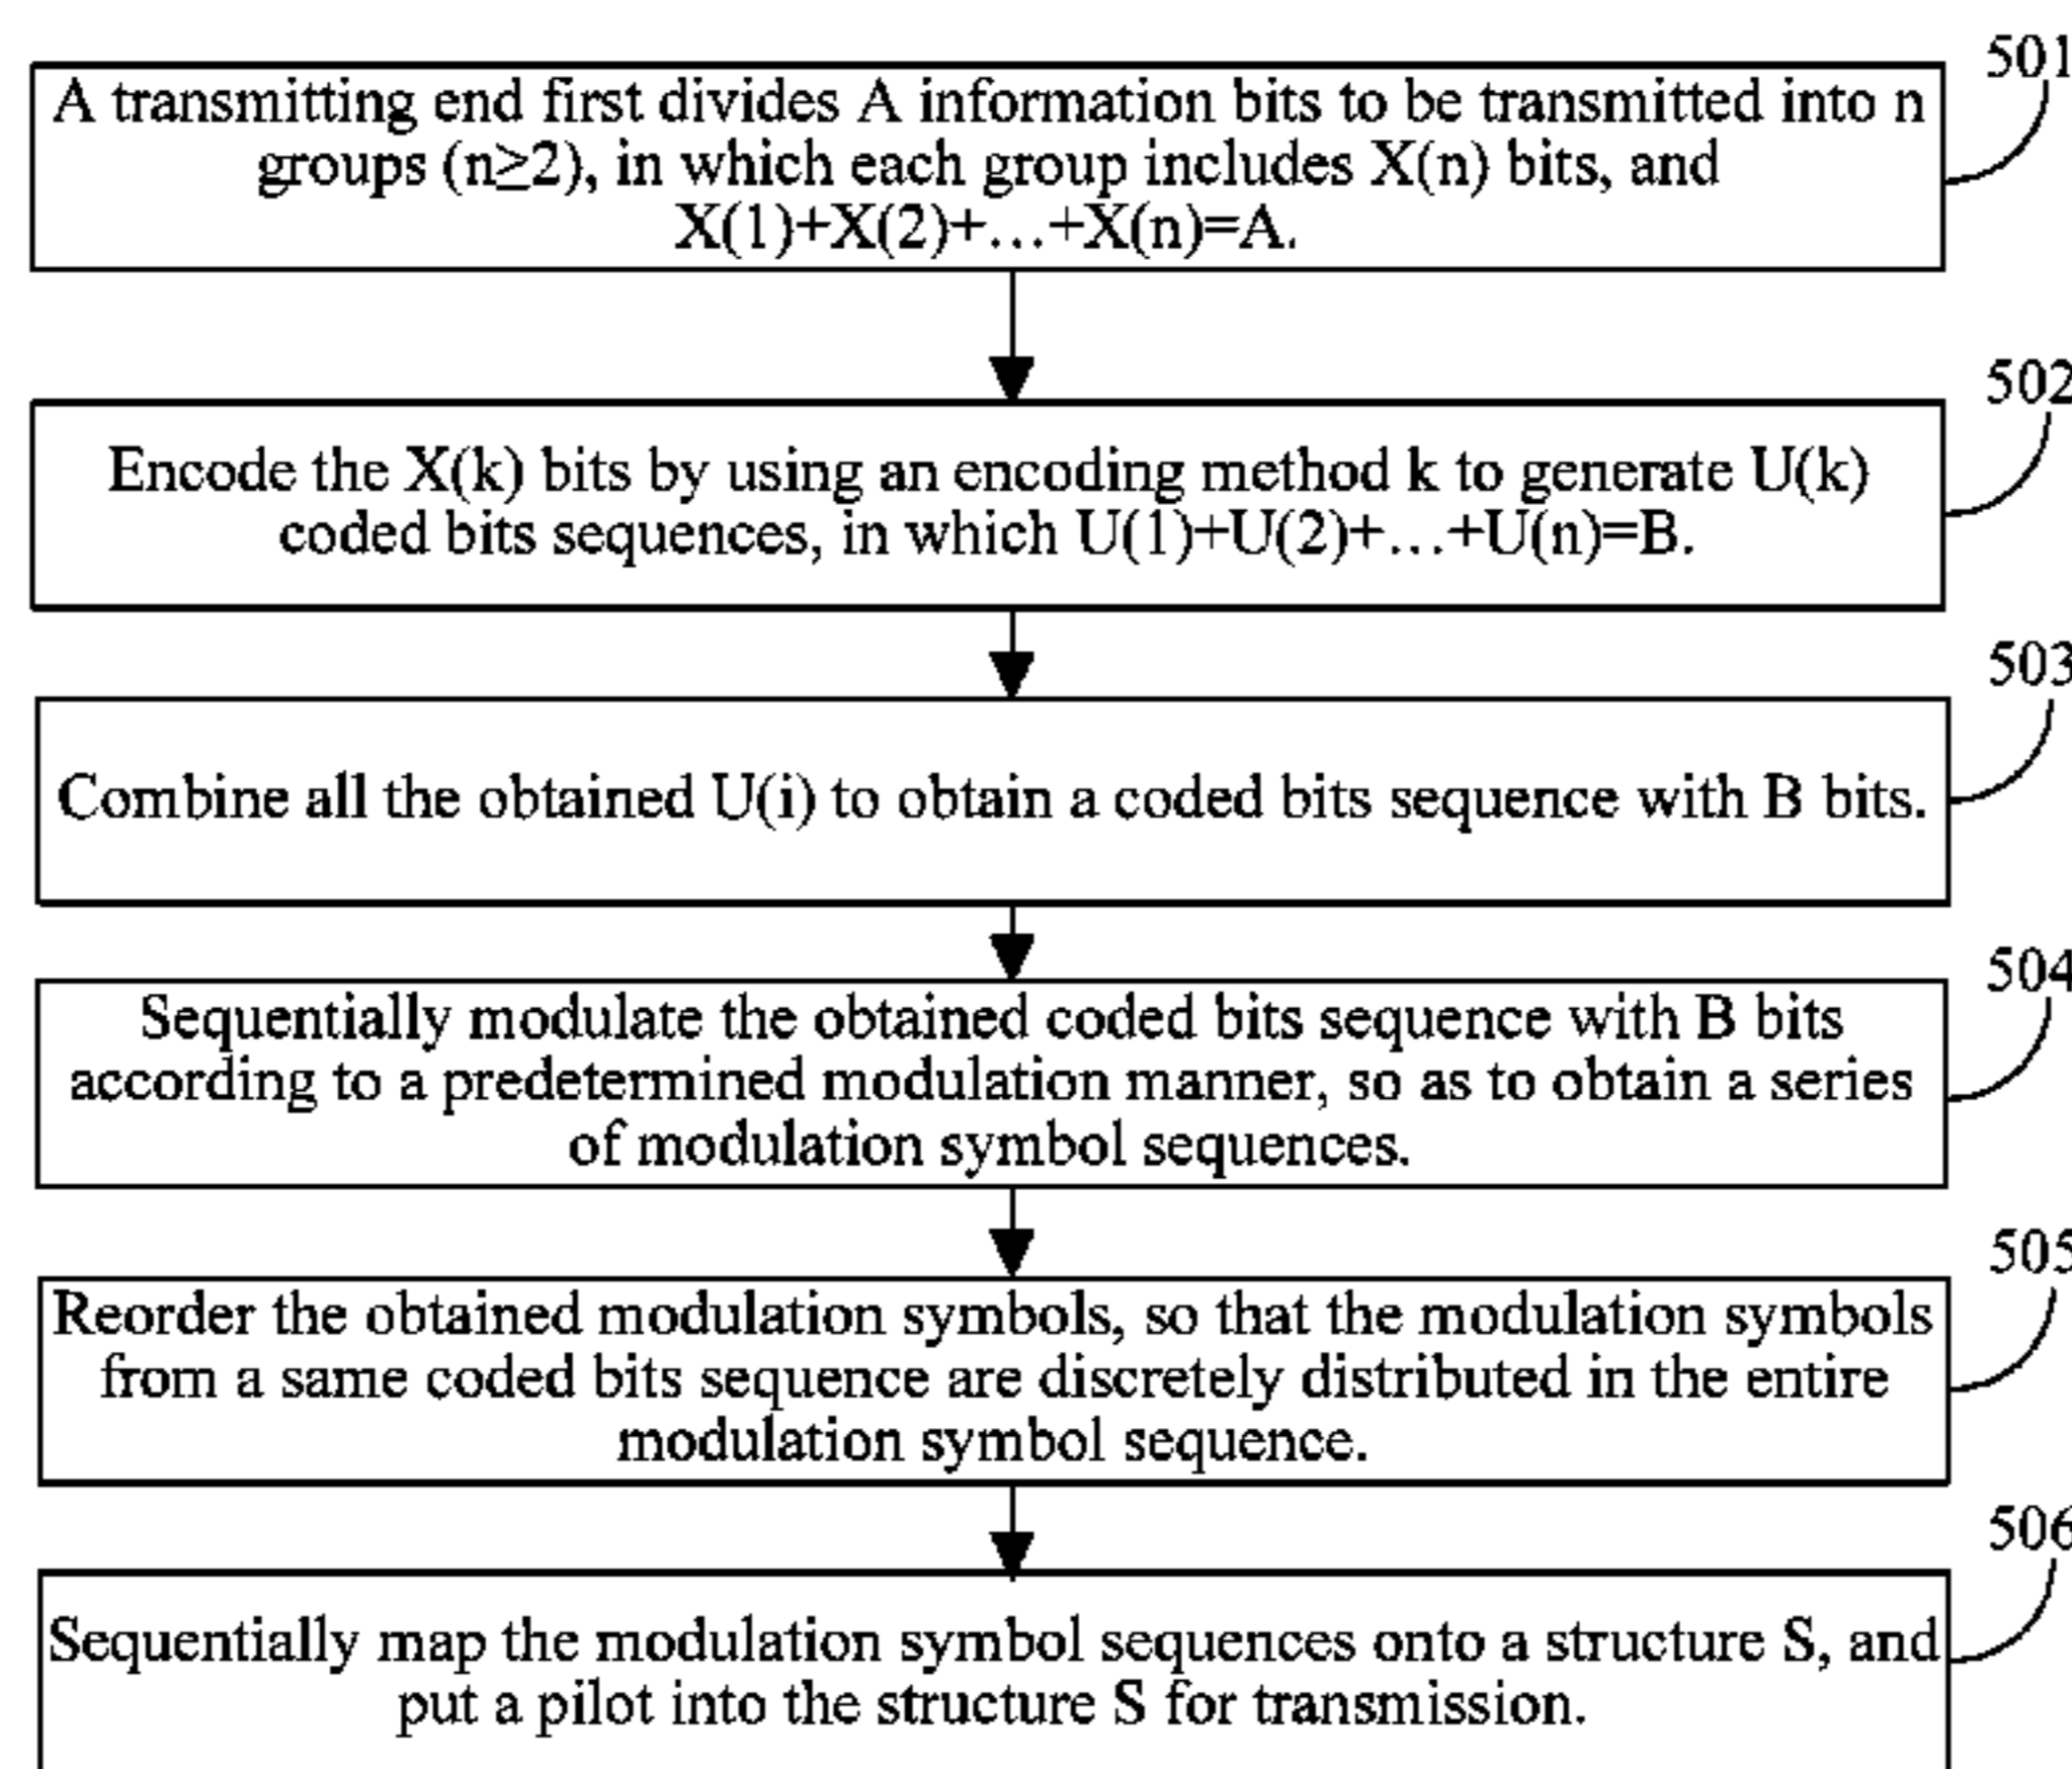 501
A transmitting end first divides A information bits to be transmitted into n
groups (n≥2), in which each group includes X(n) bits, and
X(1)+X(2)+…+X(n)=A.
502
Encode the X(k) bits by using an encoding method k to generate U(k)
coded bits sequences, in which U(1)+U(2)+…+U(n)=B.
503
Combine all the obtained U(i) to obtain a coded bits sequence with B bits.
504
Sequentially modulate the obtained coded bits sequence with B bits
according to a predetermined modulation manner, so as to obtain a series
of modulation symbol sequences.
505
Reorder the obtained modulation symbols, so that the modulation symbols
from a same coded bits sequence are discretely distributed in the entire
modulation symbol sequence.
506
Sequentially map the modulation symbol sequences onto a structure S, and
put a pilot into the structure S for transmission.